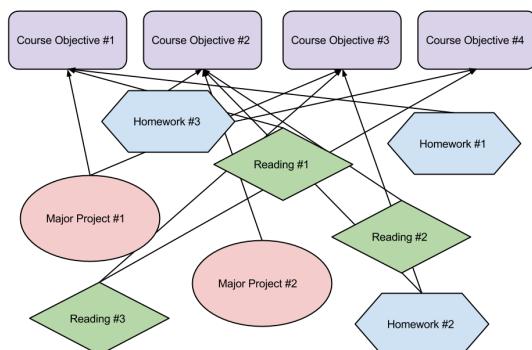 Course Objective #1
Course Objective #2
Course Objective #3
Course Objective #4
Homework #3
Homework #1
Reading #1
Major Project #1
Reading #2
Major Project #2
Reading #3
Homework #2